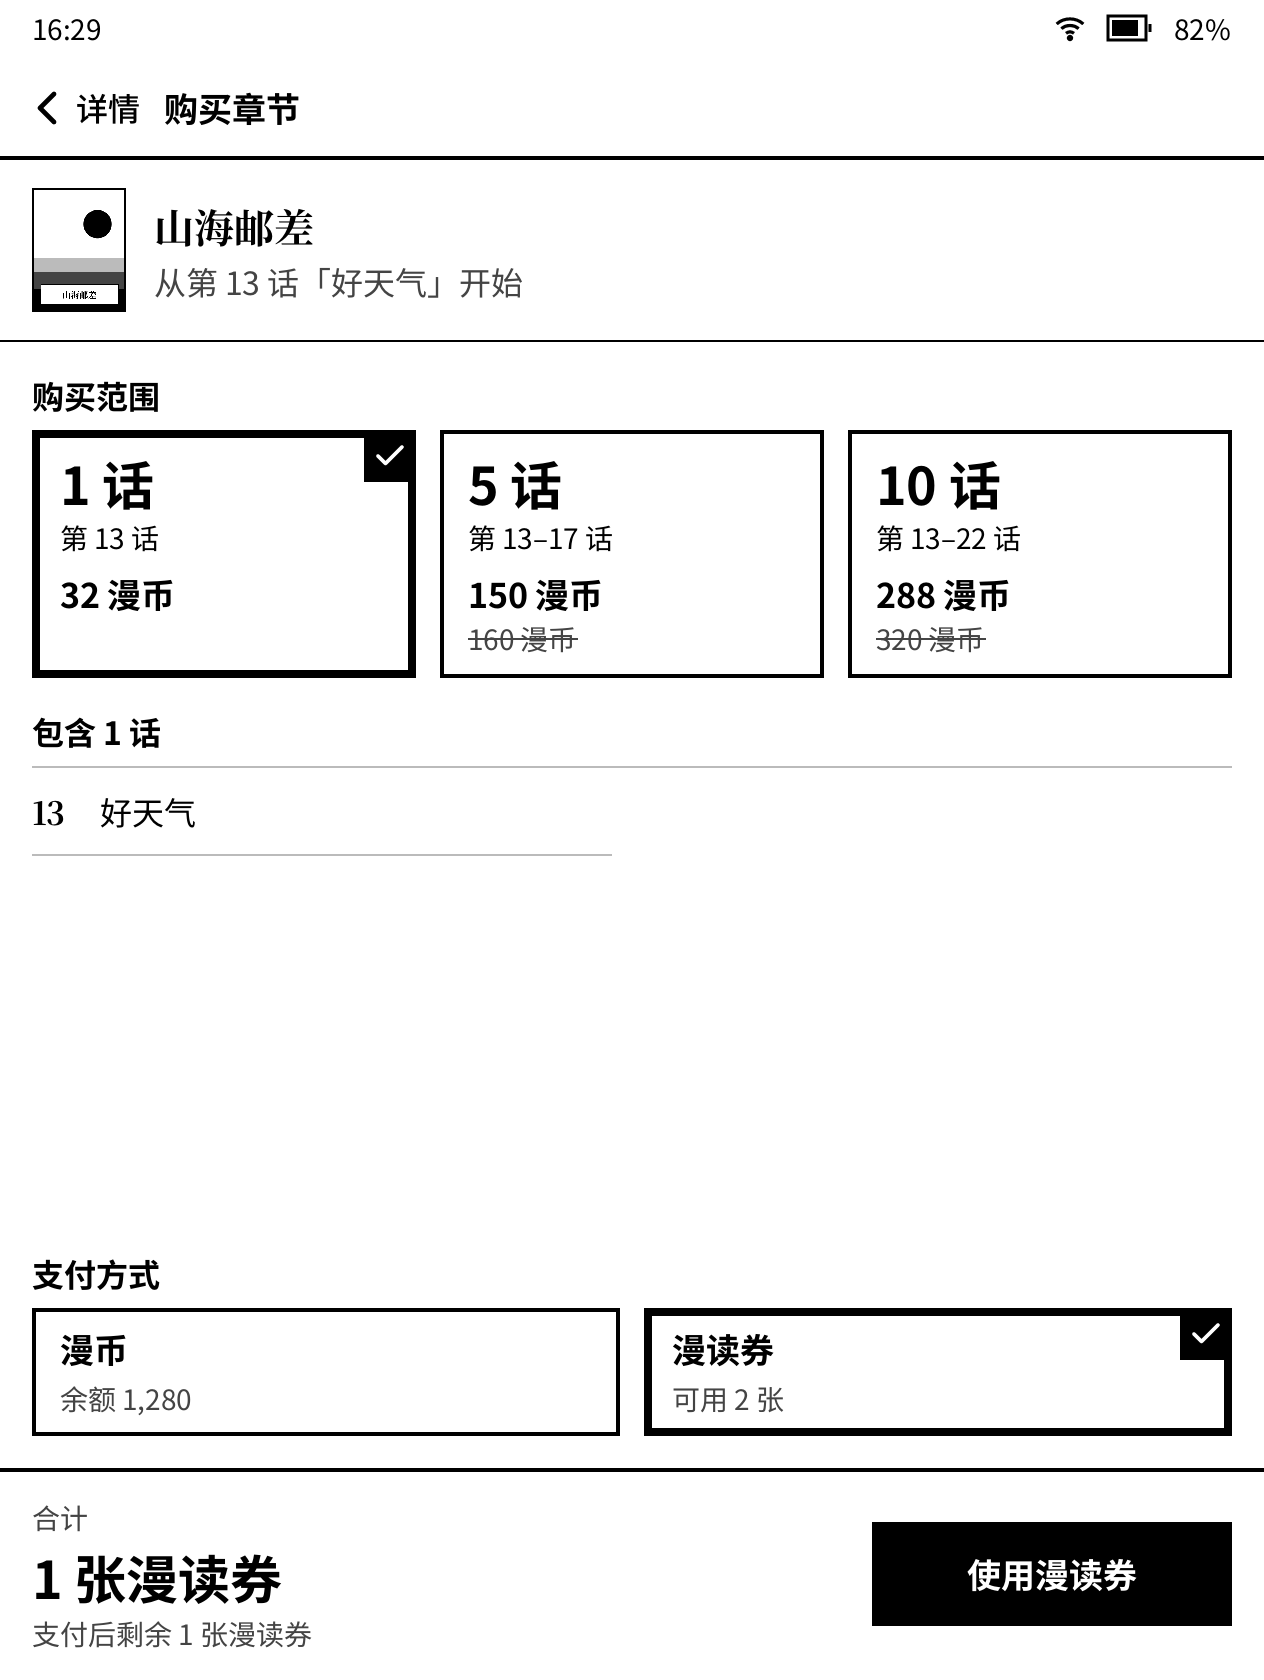 16:29
82%
详情 购买章节
山海邮差
山海邮差
从第 13 话「好天气」开始
购买范围
1 话
第 13 话
32 漫币
5 话
第 13–17 话
150 漫币
160 漫币
10 话
第 13–22 话
288 漫币
320 漫币
包含 1 话
13 好天气
支付方式
漫币
余额 1,280
漫读券
可用 2 张
合计
1 张漫读券
支付后剩余 1 张漫读券
使用漫读券